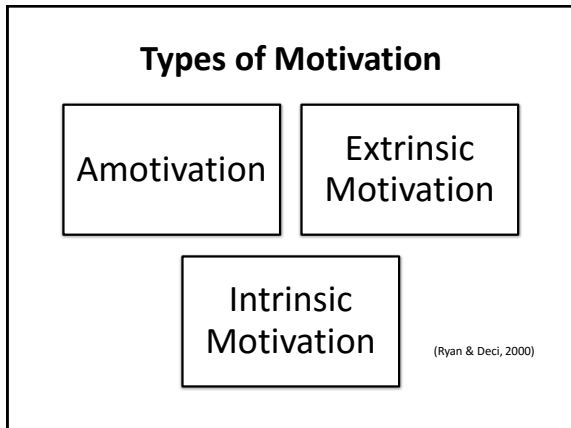 Types of Motivation
Amotivation
Extrinsic
Motivation
Intrinsic
Motivation
(Ryan & Deci, 2000)